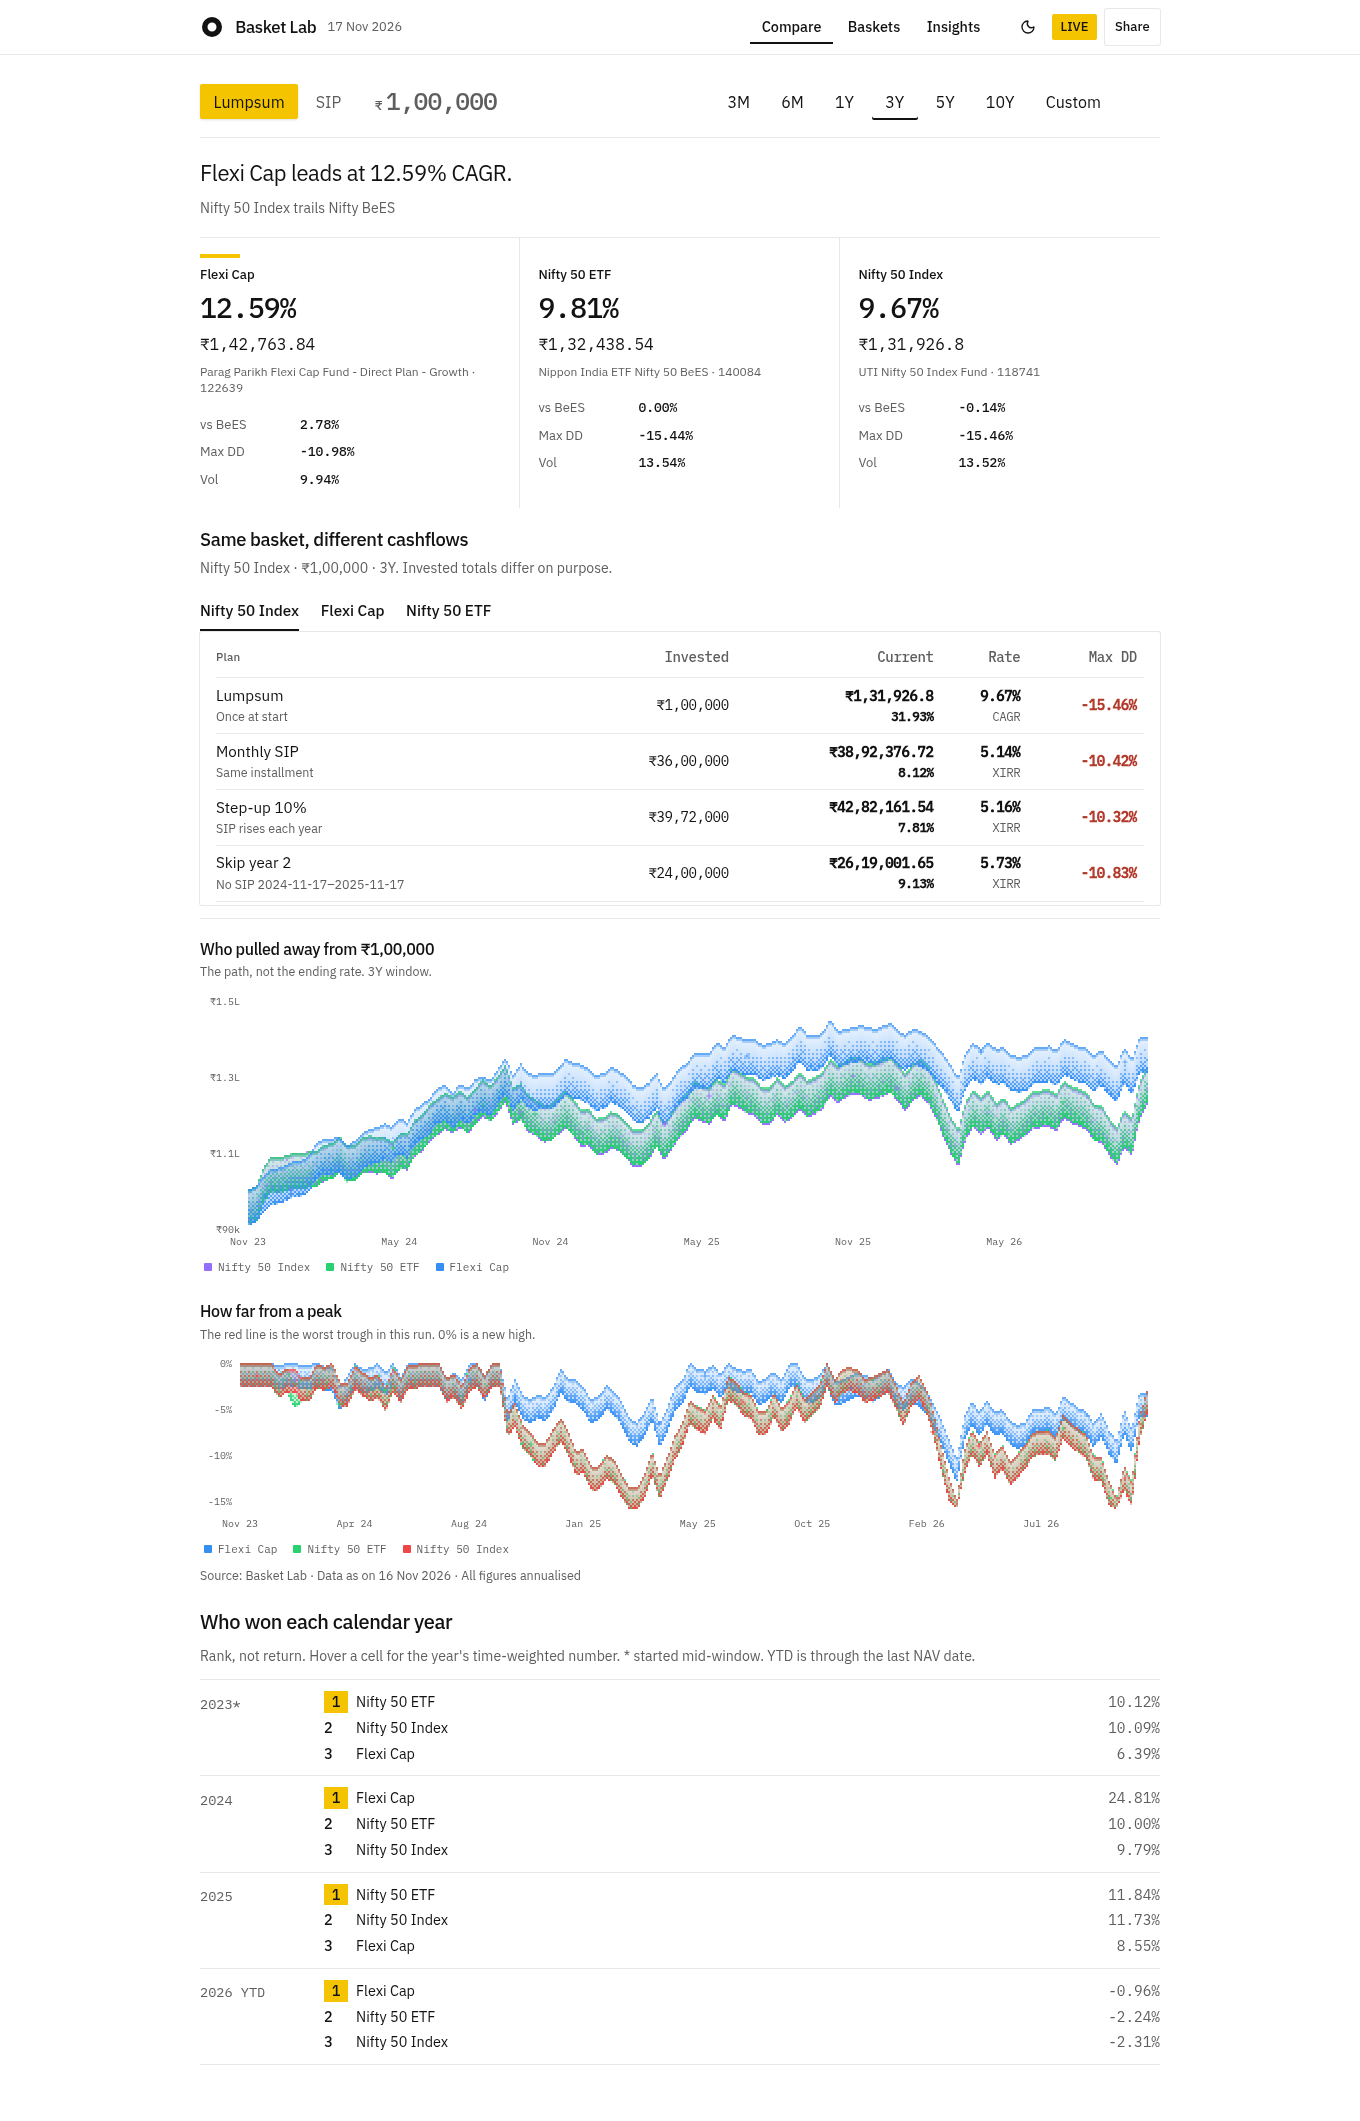 Basket Lab 17 Nov 2026 Compare Baskets Insights LIVE Share
Lumpsum SIP ₹1,00,000 3M 6M 1Y 3Y 5Y 10Y Custom
Flexi Cap leads at 12.59% CAGR.
Nifty 50 Index trails Nifty BeES
Flexi Cap
12.59%
₹1,42,763.84
Parag Parikh Flexi Cap Fund - Direct Plan - Growth ·
122639
vs BeES 2.78%
Max DD -10.98%
Vol 9.94%
Nifty 50 ETF
9.81%
₹1,32,438.54
Nippon India ETF Nifty 50 BeES · 140084
vs BeES 0.00%
Max DD -15.44%
Vol 13.54%
Nifty 50 Index
9.67%
₹1,31,926.8
UTI Nifty 50 Index Fund · 118741
vs BeES -0.14%
Max DD -15.46%
Vol 13.52%
Same basket, different cashflows
Nifty 50 Index · ₹1,00,000 · 3Y. Invested totals differ on purpose.
Nifty 50 Index Flexi Cap Nifty 50 ETF
Plan Invested Current Rate Max DD
Lumpsum ₹1,00,000 ₹1,31,926.8 9.67% -15.46%
Once at start 31.93% CAGR
Monthly SIP ₹36,00,000 ₹38,92,376.72 5.14% -10.42%
Same installment 8.12% XIRR
Step-up 10% ₹39,72,000 ₹42,82,161.54 5.16% -10.32%
SIP rises each year 7.81% XIRR
Skip year 2 ₹24,00,000 ₹26,19,001.65 5.73% -10.83%
No SIP 2024-11-17–2025-11-17 9.13% XIRR
Who pulled away from ₹1,00,000
The path, not the ending rate. 3Y window.
₹1.5L
₹1.3L
₹1.1L
₹90k
Nov 23 May 24 Nov 24 May 25 Nov 25 May 26
Nifty 50 Index Nifty 50 ETF Flexi Cap
How far from a peak
The red line is the worst trough in this run. 0% is a new high.
0%
-5%
-10%
-15%
Nov 23 Apr 24 Aug 24 Jan 25 May 25 Oct 25 Feb 26 Jul 26
Flexi Cap Nifty 50 ETF Nifty 50 Index
Source: Basket Lab · Data as on 16 Nov 2026 · All figures annualised
Who won each calendar year
Rank, not return. Hover a cell for the year's time-weighted number. * started mid-window. YTD is through the last NAV date.
2023* 1 Nifty 50 ETF 10.12%
2 Nifty 50 Index 10.09%
3 Flexi Cap 6.39%
2024 1 Flexi Cap 24.81%
2 Nifty 50 ETF 10.00%
3 Nifty 50 Index 9.79%
2025 1 Nifty 50 ETF 11.84%
2 Nifty 50 Index 11.73%
3 Flexi Cap 8.55%
2026 YTD 1 Flexi Cap -0.96%
2 Nifty 50 ETF -2.24%
3 Nifty 50 Index -2.31%